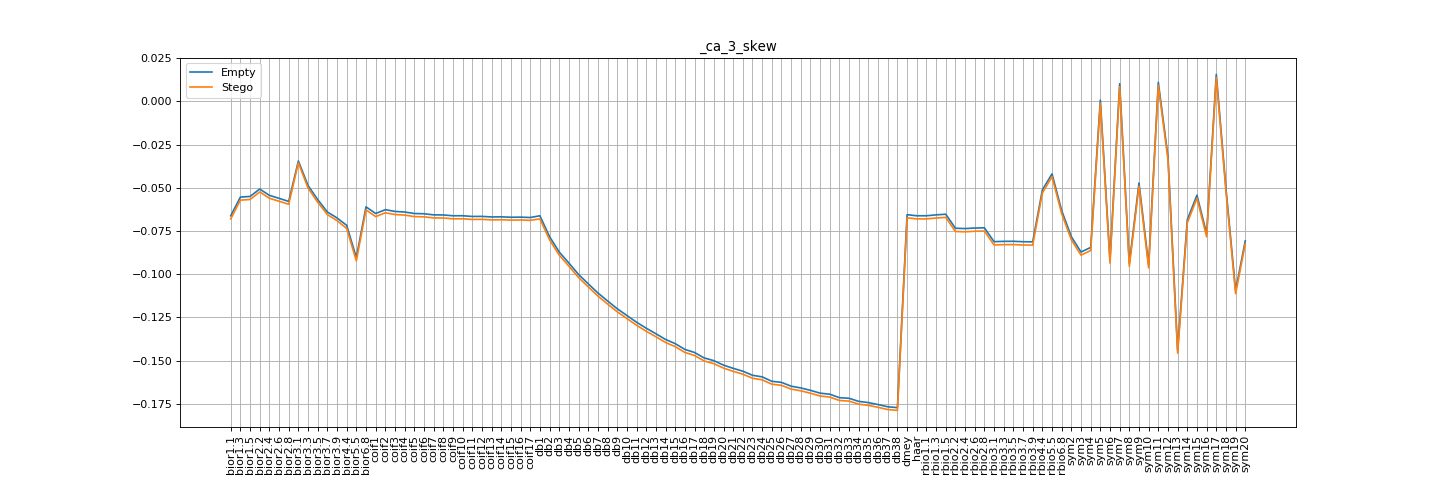 _ca_3_skew
Empty
Stego
0.025
0.000
−0.025
−0.050
−0.075
−0.100
−0.125
−0.150
−0.175
bior1.1
bior1.3
bior1.5
bior2.2
bior2.4
bior2.6
bior2.8
bior3.1
bior3.3
bior3.5
bior3.7
bior3.9
bior4.4
bior5.5
bior6.8
coif1
coif2
coif3
coif4
coif5
coif6
coif7
coif8
coif9
coif10
coif11
coif12
coif13
coif14
coif15
coif16
coif17
db1
db2
db3
db4
db5
db6
db7
db8
db9
db10
db11
db12
db13
db14
db15
db16
db17
db18
db19
db20
db21
db22
db23
db24
db25
db26
db27
db28
db29
db30
db31
db32
db33
db34
db35
db36
db37
db38
dmey
haar
rbio1.1
rbio1.3
rbio1.5
rbio2.2
rbio2.4
rbio2.6
rbio2.8
rbio3.1
rbio3.3
rbio3.5
rbio3.7
rbio3.9
rbio4.4
rbio5.5
rbio6.8
sym2
sym3
sym4
sym5
sym6
sym7
sym8
sym9
sym10
sym11
sym12
sym13
sym14
sym15
sym16
sym17
sym18
sym19
sym20